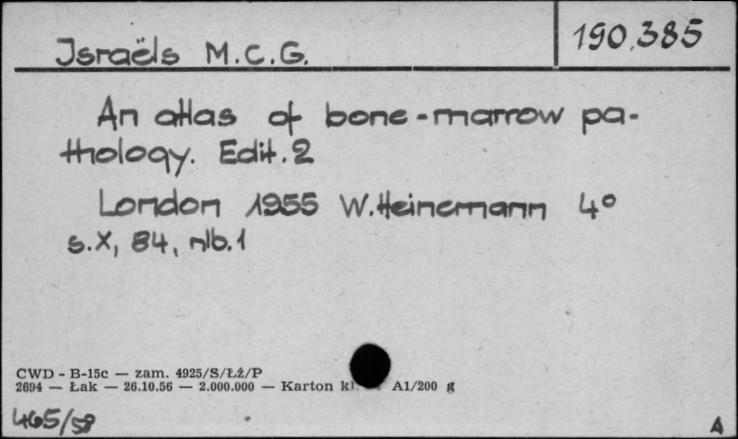 Israëls M.C.G.
190.385
An atlas of bone-marrow pa-
thology. Edit. 2
London 1955 W. Heinemann 4°
s.X, 84, nlb.1
CWD - B-15c — zam. 4925/S/Łż/P
2694 — Łak — 26.10.56 — 2.000.000 — Karton kl. A1/200 g
465/58
A